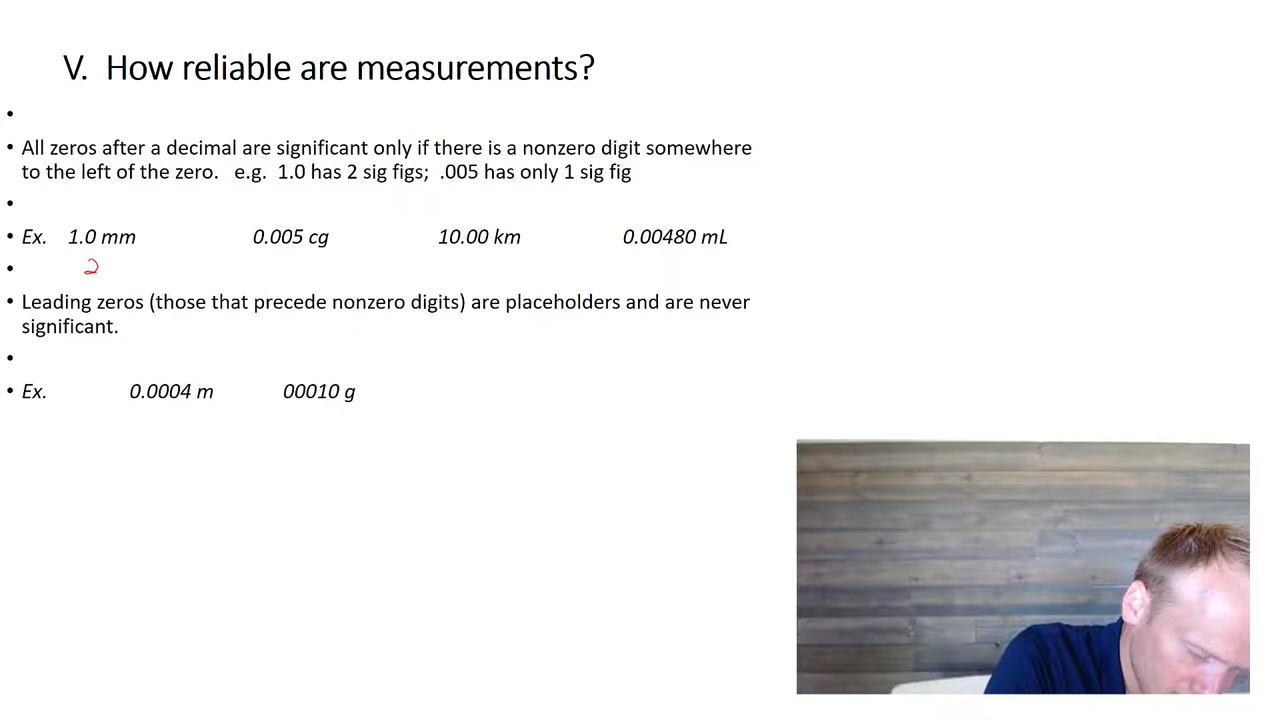 V. How reliable are measurements?
•
• All zeros after a decimal are significant only if there is a nonzero digit somewhere
to the left of the zero. e.g. 1.0 has 2 sig figs; .005 has only 1 sig fig
•
• Ex. 1.0 mm 0.005 cg 10.00 km 0.00480 mL
• 2
• Leading zeros (those that precede nonzero digits) are placeholders and are never
significant.
•
• Ex. 0.0004 m 00010 g